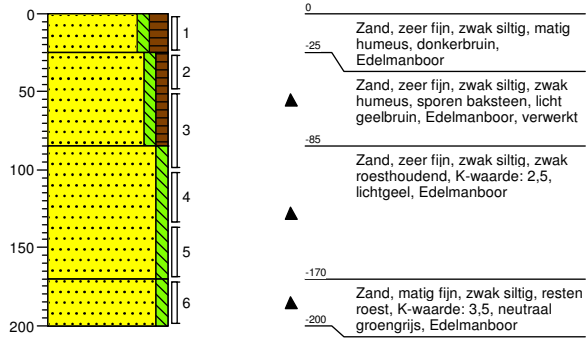 0
50
100
150
200
1
2
3
4
5
6
0
Zand, zeer fijn, zwak siltig, matig
humeus, donkerbruin,
Edelmanboor
-25
Zand, zeer fijn, zwak siltig, zwak
humeus, sporen baksteen, licht
geelbruin, Edelmanboor, verwerkt
-85
Zand, zeer fijn, zwak siltig, zwak
roesthoudend, K-waarde: 2,5,
lichtgeel, Edelmanboor
-170
Zand, matig fijn, zwak siltig, resten
roest, K-waarde: 3,5, neutraal
groengrijs, Edelmanboor
-200